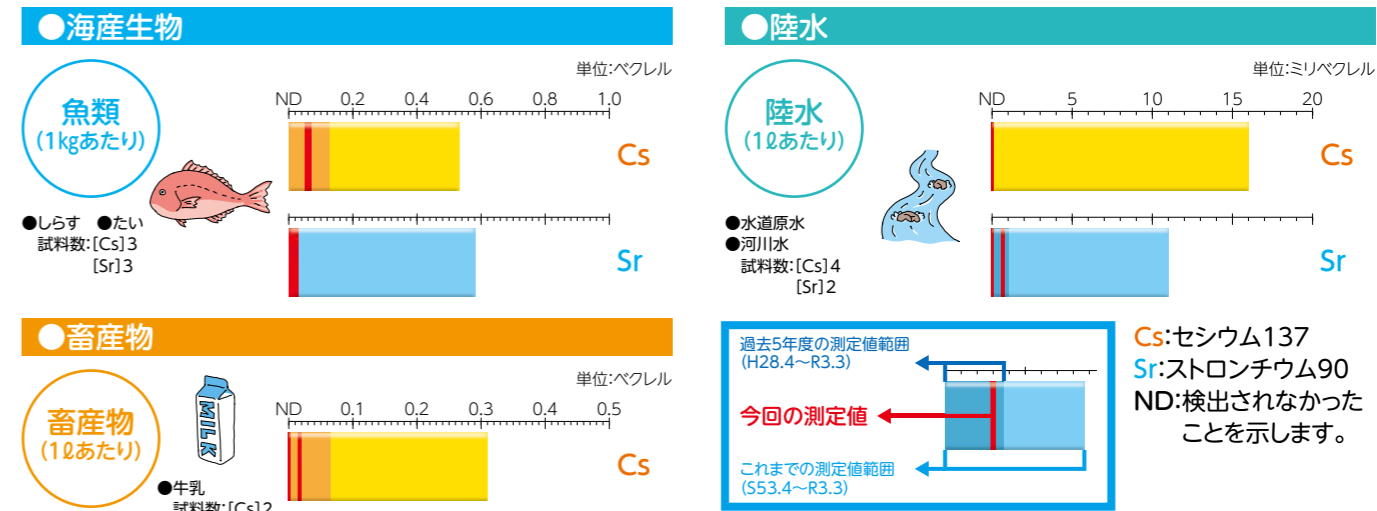 ●海産生物
単位:ベクレル
魚類
(1kgあたり)
ND 0.2 0.4 0.6 0.8 1.0
Cs
●しらす ●たい
試料数:[Cs]3
[Sr]3
Sr
●陸水
単位:ミリベクレル
陸水
(1ℓあたり)
ND 5 10 15 20
Cs
●水道原水
●河川水
試料数:[Cs]4
[Sr]2
Sr
●畜産物
単位:ベクレル
畜産物
(1ℓあたり)
MILK
ND 0.1 0.2 0.3 0.4 0.5
Cs
●牛乳
試料数:[Cs]2
過去5年度の測定値範囲
(H28.4～R3.3)
今回の測定値
これまでの測定値範囲
(S53.4～R3.3)
Cs:セシウム137
Sr:ストロンチウム90
ND:検出されなかった
ことを示します。